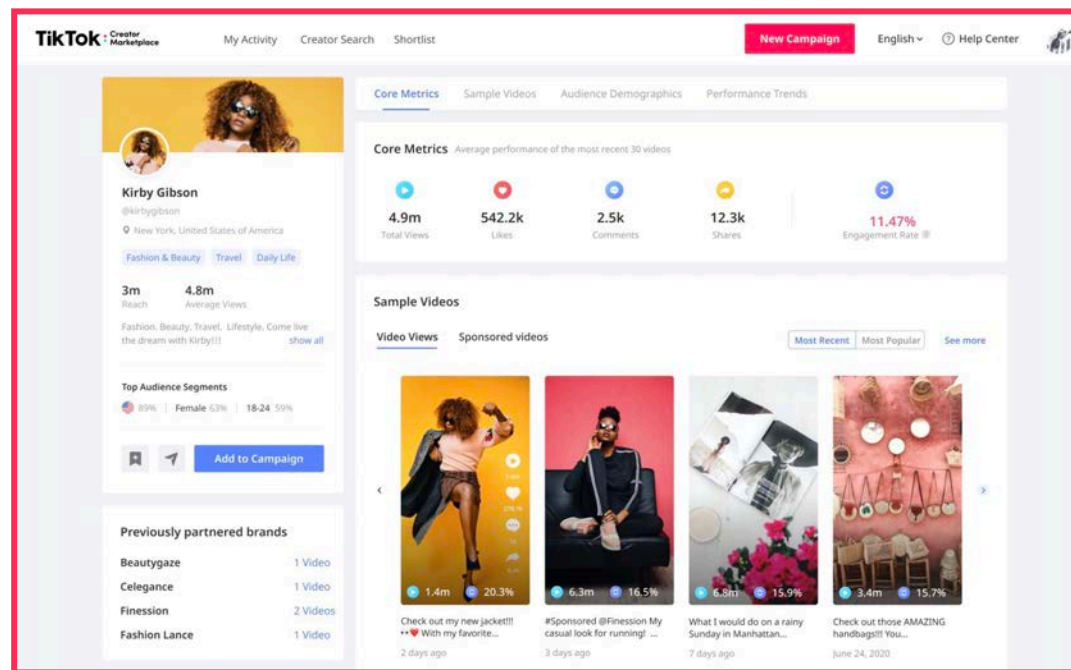 TikTok : Creator Marketplace
My Activity
Creator Search
Shortlist
New Campaign
English
Help Center
Kirby Gibson
@kirbygibson
New York, United States of America
Fashion & Beauty
Travel
Daily Life
3m
4.8m
Reach
Average Views
Fashion, Beauty, Travel, Lifestyle, Come live
the dream with Kirby!!!
show all
Top Audience Segments
89% | Female 63% | 18-24 59%
Add to Campaign
Previously partnered brands
Beautygaze 1 Video
Celegance 1 Video
Finession 2 Videos
Fashion Lance 1 Video
Core Metrics
Sample Videos
Audience Demographics
Performance Trends
Core Metrics Average performance of the most recent 30 videos
4.9m
542.2k
2.5k
12.3k
11.47%
Total Views
Likes
Comments
Shares
Engagement Rate
Sample Videos
Video Views
Sponsored videos
Most Recent
Most Popular
See more
1.4m 20.3%
6.3m 16.5%
6.8m 15.9%
3.4m 15.7%
Check out my new jacket!!!
With my favorite...
2 days ago
#Sponsored @Finession My
casual look for running! ...
3 days ago
What I would do on a rainy
Sunday in Manhattan...
7 days ago
Check out those AMAZING
handbags!!! You...
June 24, 2020